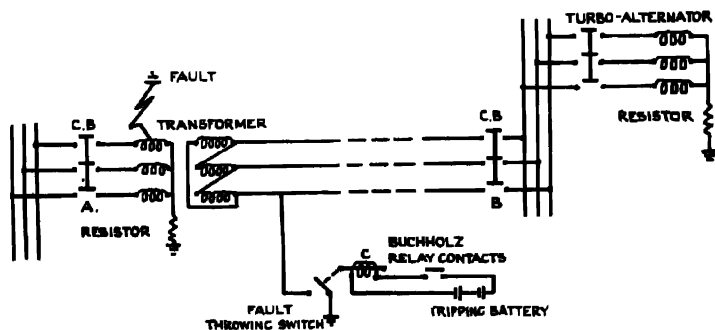 TURBO-ALTERNATOR
FAULT
C.B
TRANSFORMER
C.B
RESISTOR
A.
B
RESISTOR
C
BUCHHOLZ
RELAY CONTACTS
FAULT
THROWING SWITCH
TRIPPING BATTERY